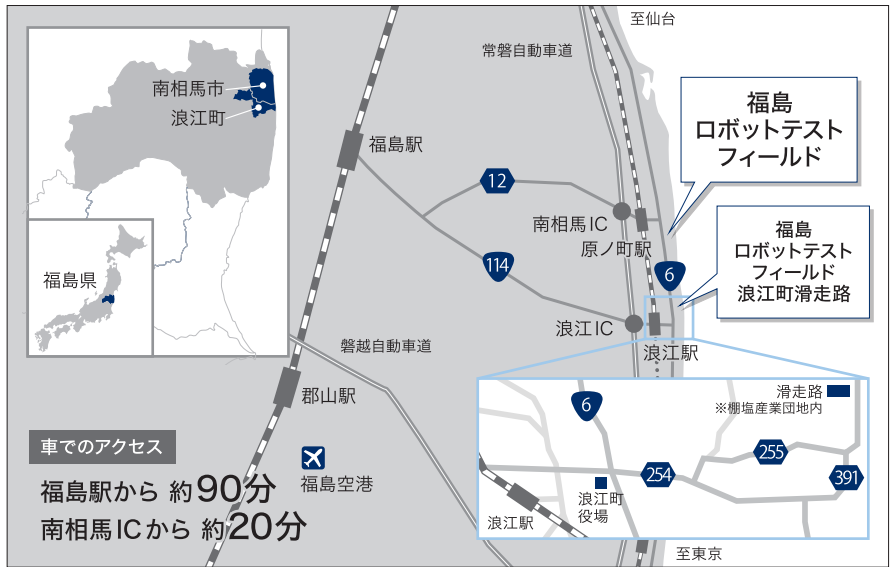 至仙台
常磐自動車道
南相馬市
浪江町
福島県
福島駅
12
114
南相馬IC
原ノ町駅
6
福島
ロボットテスト
フィールド
福島
ロボットテスト
フィールド
浪江町滑走路
浪江IC
浪江駅
磐越自動車道
郡山駅
福島空港
車でのアクセス
福島駅から 約90分
南相馬ICから 約20分
6
滑走路
※棚塩産業団地内
255
254
391
浪江町
役場
浪江駅
至東京